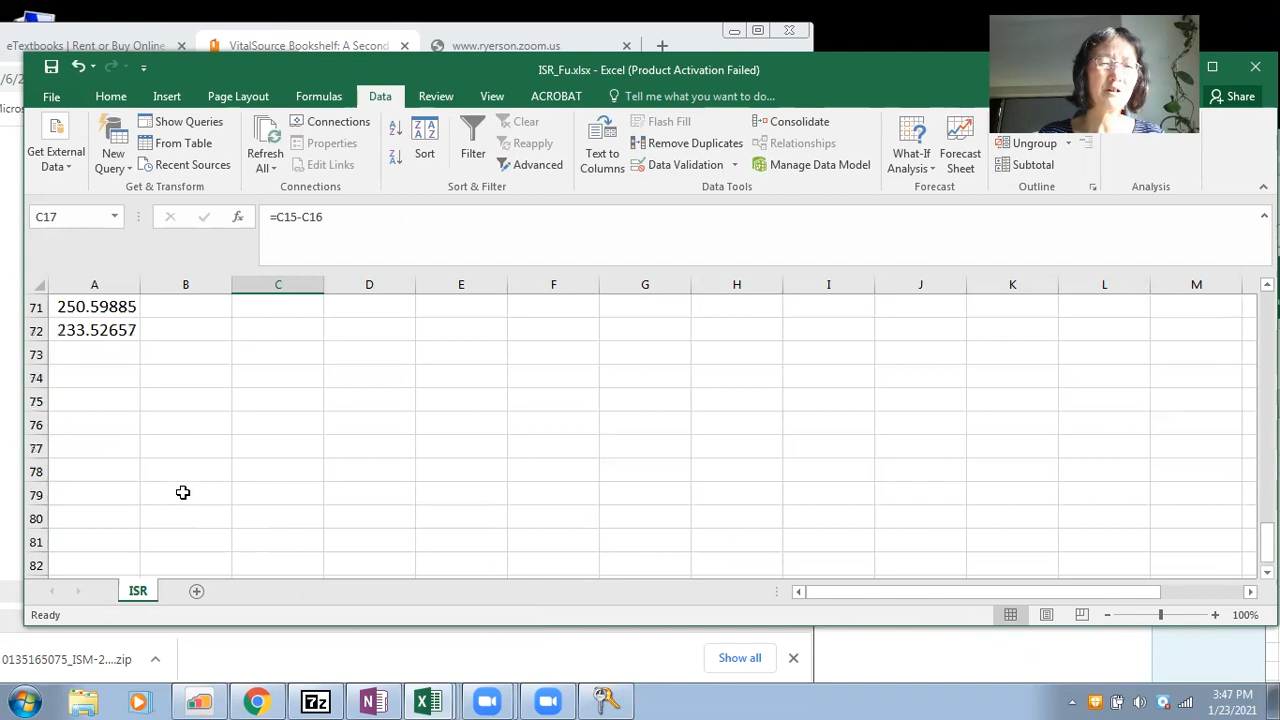 eTextbooks | Rent or Buy Online
VitalSource Bookshelf: A Second
www.ryerson.zoom.us
/6/2
Micros
ISR_Fu.xlsx - Excel (Product Activation Failed)
File Home Insert Page Layout Formulas Data Review View ACROBAT Tell me what you want to do... Share
Get External Data
New Query
Show Queries
From Table
Recent Sources
Get & Transform
Refresh All
Connections
Properties
Edit Links
Connections
Sort
Filter
Clear
Reapply
Advanced
Sort & Filter
Text to Columns
Flash Fill
Remove Duplicates
Data Validation
Consolidate
Relationships
Manage Data Model
Data Tools
What-If Analysis
Forecast Sheet
Forecast
Ungroup
Subtotal
Outline
Analysis
C17 fx =C15-C16
A B C D E F G H I J K L M
71 250.59885
72 233.52657
73
74
75
76
77
78
79
80
81
82
ISR
Ready 100%
0135165075_ISM-2....zip Show all
3:47 PM
1/23/2021